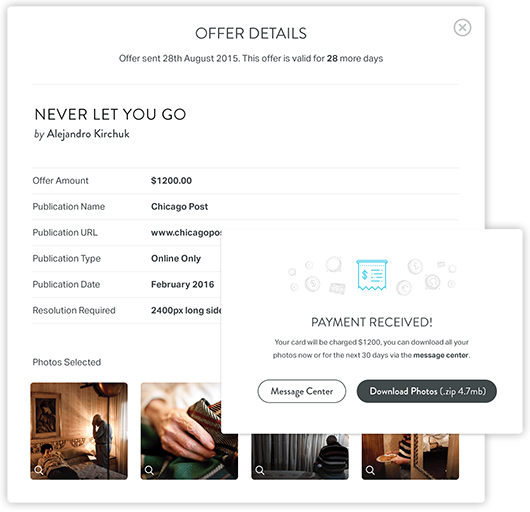 OFFER DETAILS
Offer sent 28th August 2015. This offer is valid for 28 more days
NEVER LET YOU GO
by Alejandro Kirchuk
Offer Amount $1200.00
Publication Name Chicago Post
Publication URL www.chicagopos
Publication Type Online Only
Publication Date February 2016
Resolution Required 2400px long side
Photos Selected
$
PAYMENT RECEIVED!
Your card will be charged $1200, you can download all your
photos now or for the next 30 days via the message center.
Message Center
Download Photos (.zip 4.7mb)